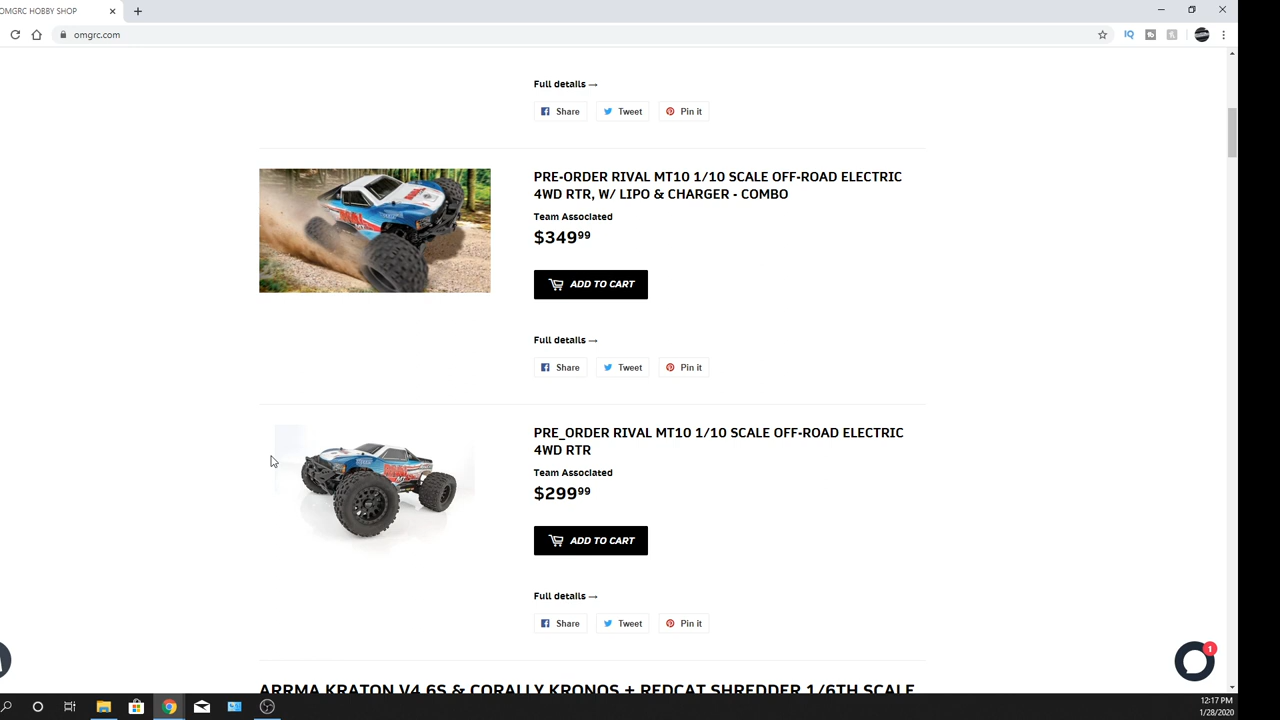 OMGRC HOBBY SHOP
omgrc.com
Full details →
Share Tweet Pin it
PRE-ORDER RIVAL MT10 1/10 SCALE OFF-ROAD ELECTRIC
4WD RTR, W/ LIPO & CHARGER - COMBO
Team Associated
$349 99
ADD TO CART
Full details →
Share Tweet Pin it
PRE_ORDER RIVAL MT10 1/10 SCALE OFF-ROAD ELECTRIC
4WD RTR
Team Associated
$299 99
ADD TO CART
Full details →
Share Tweet Pin it
1
ARRMA KRATON V4 6S & CORALLY KRONOS + REDCAT SHREDDER 1/6TH SCALE
12:17 PM
1/28/2020